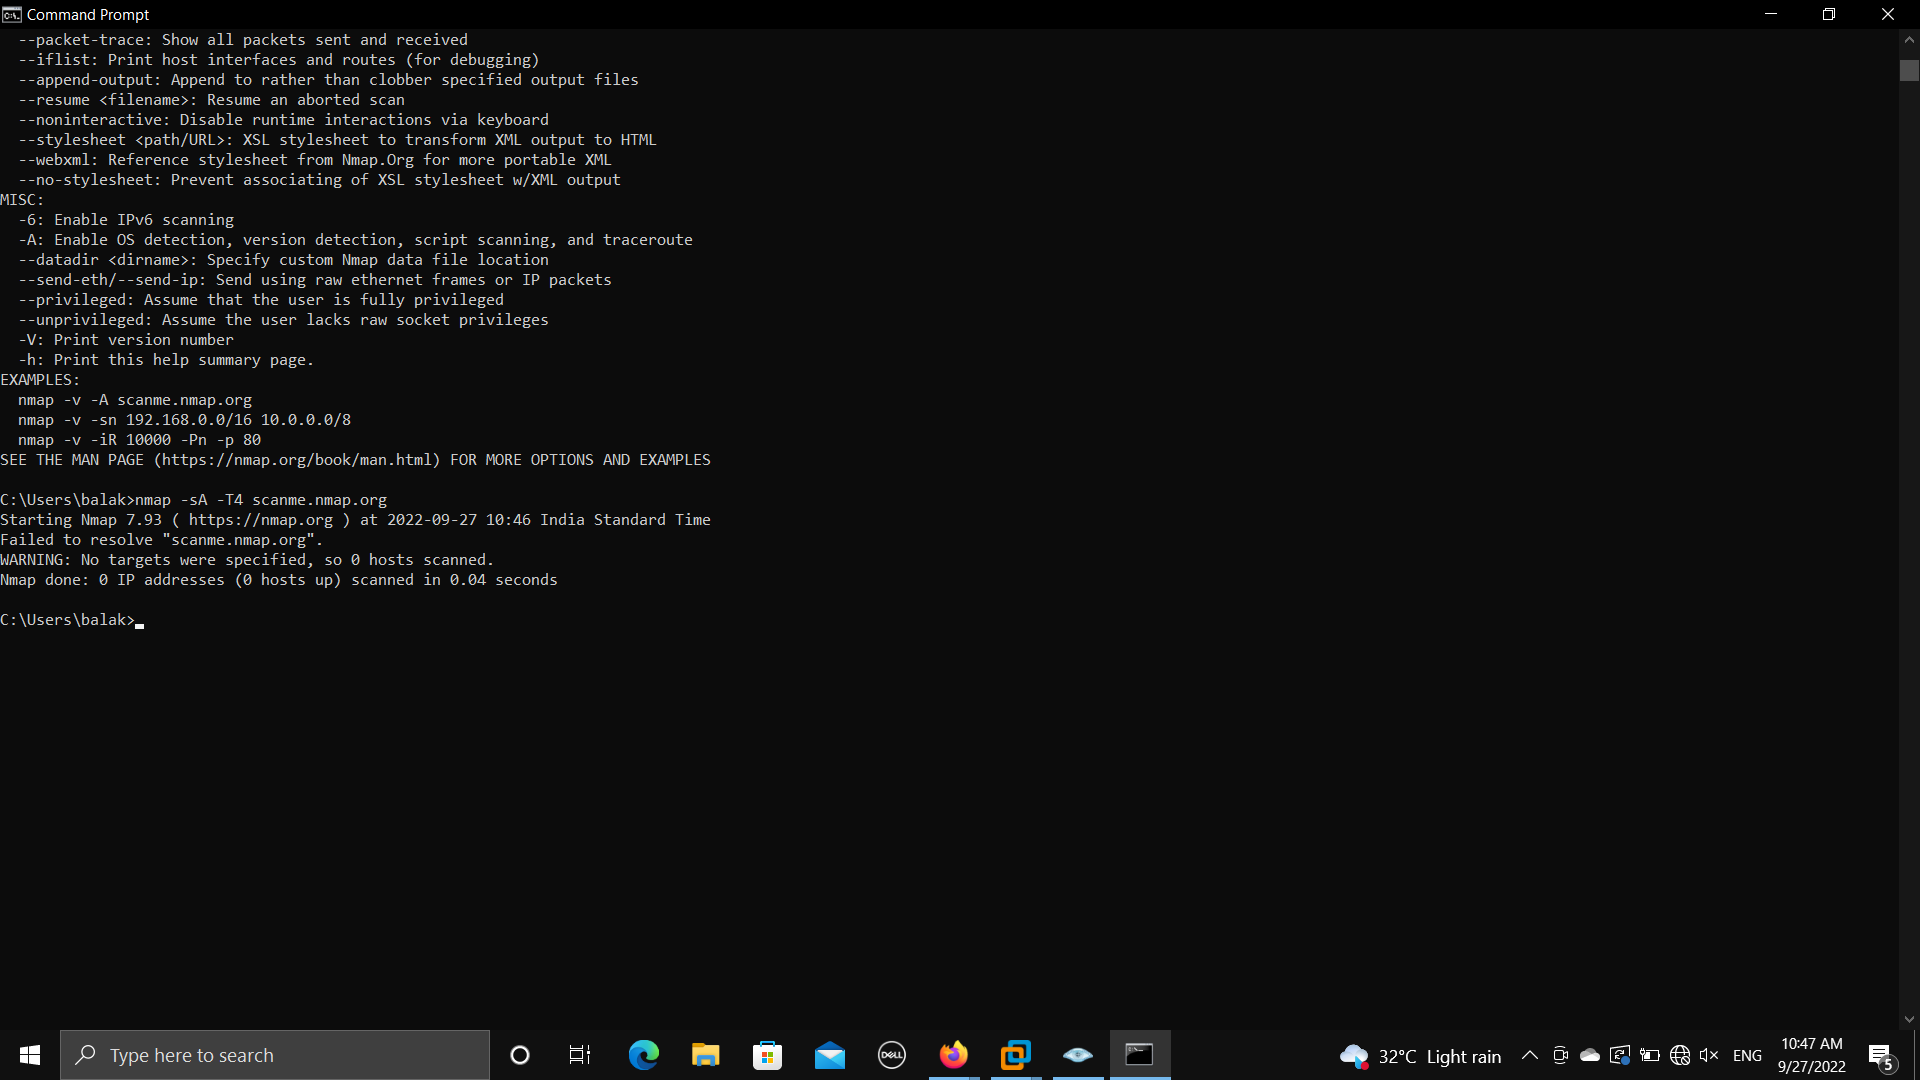 Command Prompt
--packet-trace: Show all packets sent and received
--iflist: Print host interfaces and routes (for debugging)
--append-output: Append to rather than clobber specified output files
--resume <filename>: Resume an aborted scan
--noninteractive: Disable runtime interactions via keyboard
--stylesheet <path/URL>: XSL stylesheet to transform XML output to HTML
--webxml: Reference stylesheet from Nmap.Org for more portable XML
--no-stylesheet: Prevent associating of XSL stylesheet w/XML output
MISC:
-6: Enable IPv6 scanning
-A: Enable OS detection, version detection, script scanning, and traceroute
--datadir <dirname>: Specify custom Nmap data file location
--send-eth/--send-ip: Send using raw ethernet frames or IP packets
--privileged: Assume that the user is fully privileged
--unprivileged: Assume the user lacks raw socket privileges
-V: Print version number
-h: Print this help summary page.
EXAMPLES:
nmap -v -A scanme.nmap.org
nmap -v -sn 192.168.0.0/16 10.0.0.0/8
nmap -v -iR 10000 -Pn -p 80
SEE THE MAN PAGE (https://nmap.org/book/man.html) FOR MORE OPTIONS AND EXAMPLES
C:\Users\balak>nmap -sA -T4 scanme.nmap.org
Starting Nmap 7.93 ( https://nmap.org ) at 2022-09-27 10:46 India Standard Time
Failed to resolve "scanme.nmap.org".
WARNING: No targets were specified, so 0 hosts scanned.
Nmap done: 0 IP addresses (0 hosts up) scanned in 0.04 seconds
C:\Users\balak>
Type here to search
DELL
32°C Light rain
ENG
10:47 AM
9/27/2022
5